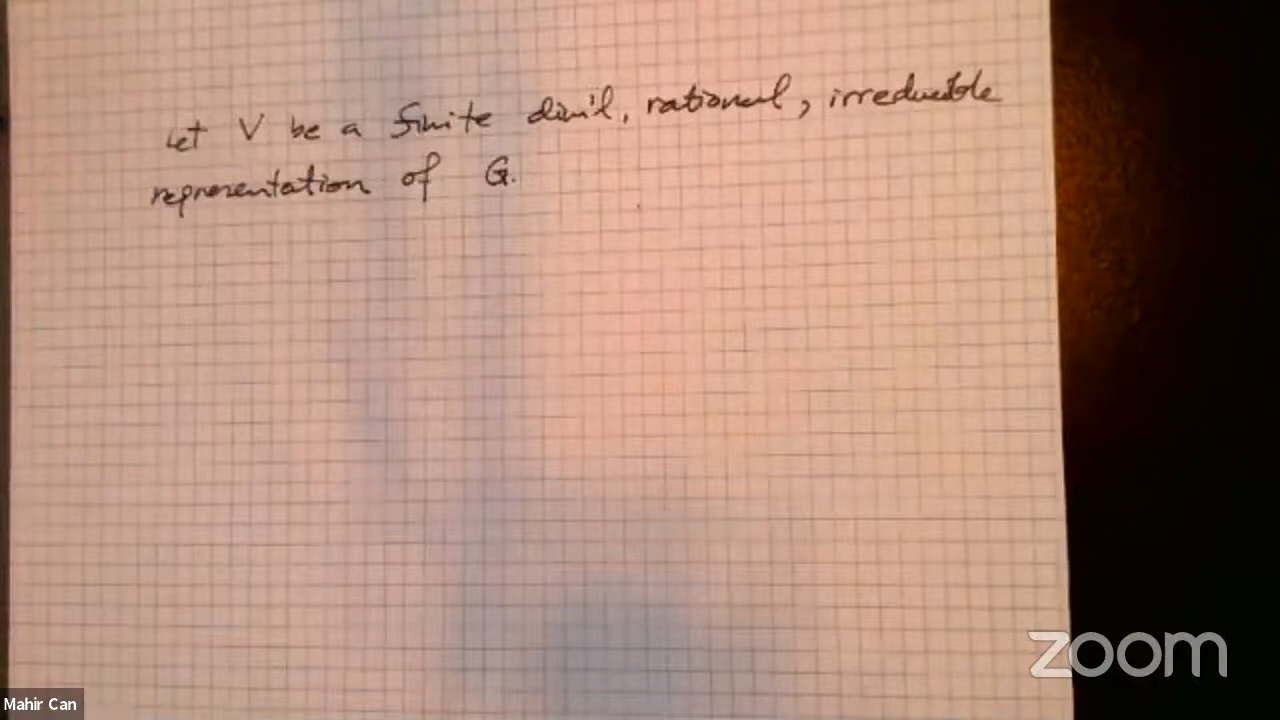 Let V be a finite dim'l, rational, irreducible
representation of G.
zoom
Mahir Can